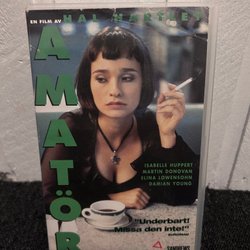 EN FILM AV HAL HARTLEY
AMATÖR
ISABELLE HUPPERT
MARTIN DONOVAN
ELINA LÖWENSOHN
DAMIAN YOUNG
"Underbart!
Missa den inte!"